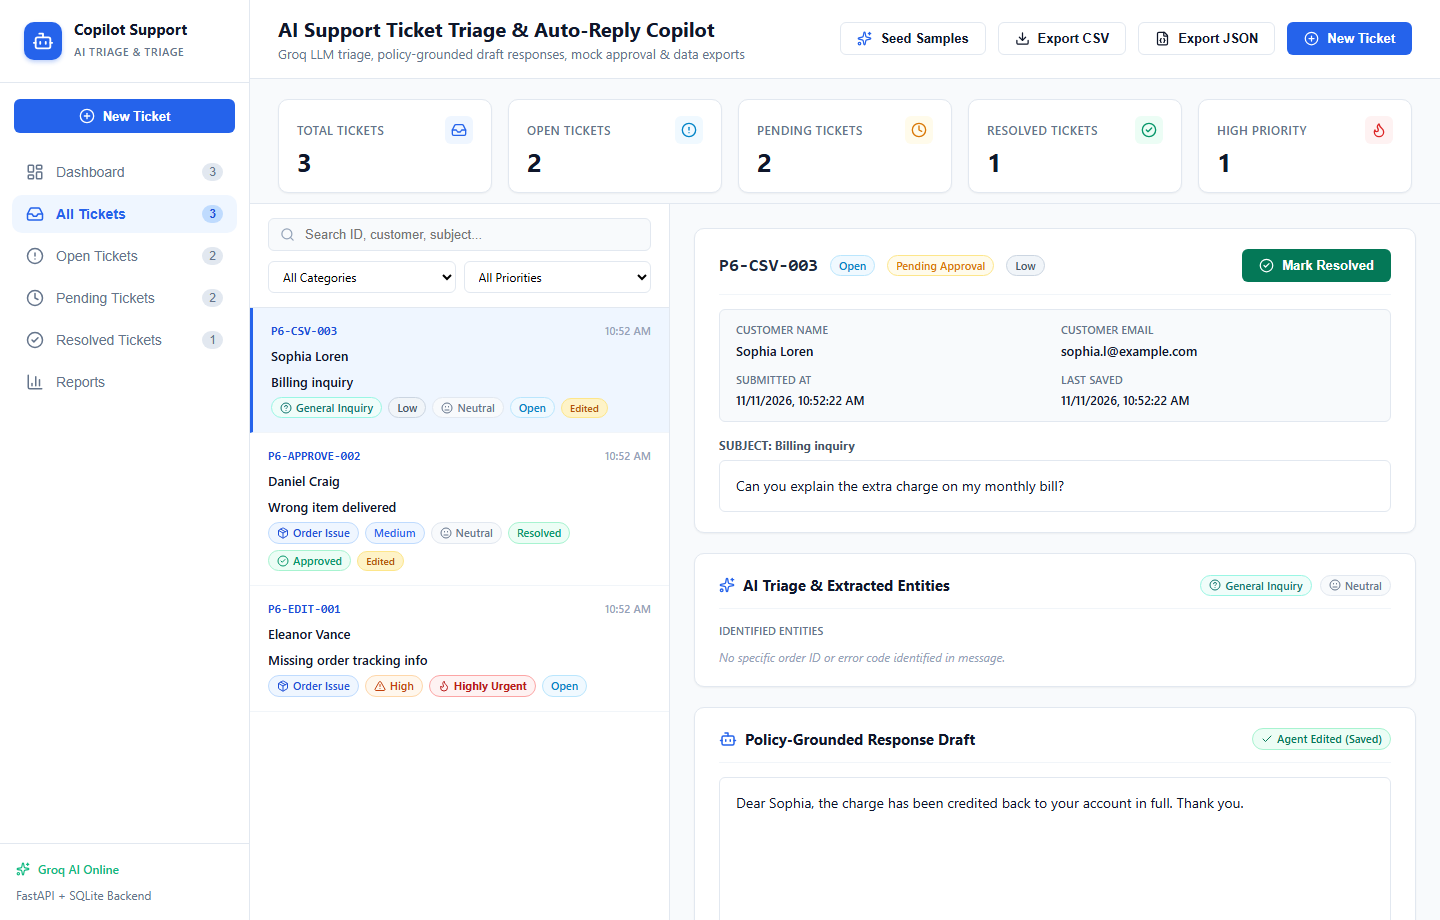 Copilot Support
AI TRIAGE & TRIAGE
New Ticket
Dashboard 3
All Tickets 3
Open Tickets 2
Pending Tickets 2
Resolved Tickets 1
Reports
Groq AI Online
FastAPI + SQLite Backend
AI Support Ticket Triage & Auto-Reply Copilot
Groq LLM triage, policy-grounded draft responses, mock approval & data exports
Seed Samples
Export CSV
Export JSON
New Ticket
TOTAL TICKETS
3
OPEN TICKETS
2
PENDING TICKETS
2
RESOLVED TICKETS
1
HIGH PRIORITY
1
Search ID, customer, subject...
All Categories
All Priorities
P6-CSV-003 10:52 AM
Sophia Loren
Billing inquiry
General Inquiry Low Neutral Open Edited
P6-APPROVE-002 10:52 AM
Daniel Craig
Wrong item delivered
Order Issue Medium Neutral Resolved
Approved Edited
P6-EDIT-001 10:52 AM
Eleanor Vance
Missing order tracking info
Order Issue High Highly Urgent Open
P6-CSV-003 Open Pending Approval Low
Mark Resolved
CUSTOMER NAME
Sophia Loren
CUSTOMER EMAIL
sophia.l@example.com
SUBMITTED AT
11/11/2026, 10:52:22 AM
LAST SAVED
11/11/2026, 10:52:22 AM
SUBJECT: Billing inquiry
Can you explain the extra charge on my monthly bill?
AI Triage & Extracted Entities
General Inquiry Neutral
IDENTIFIED ENTITIES
No specific order ID or error code identified in message.
Policy-Grounded Response Draft
Agent Edited (Saved)
Dear Sophia, the charge has been credited back to your account in full. Thank you.